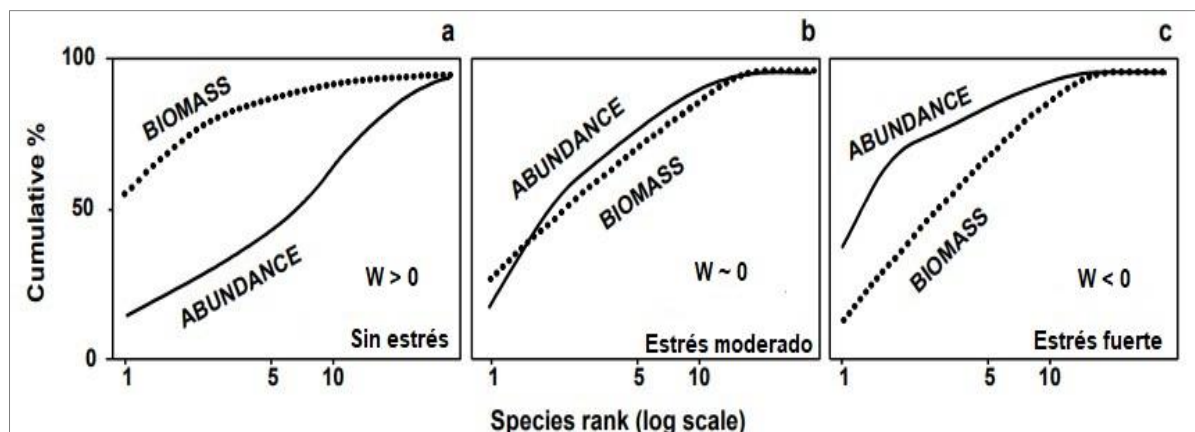 a
b
c
Cumulative %
100
50
0
BIOMASS
ABUNDANCE
W > 0
Sin estrés
1 5 10
ABUNDANCE
BIOMASS
W ~ 0
Estrés moderado
1 5 10
ABUNDANCE
BIOMASS
W < 0
Estrés fuerte
1 5 10
Species rank (log scale)